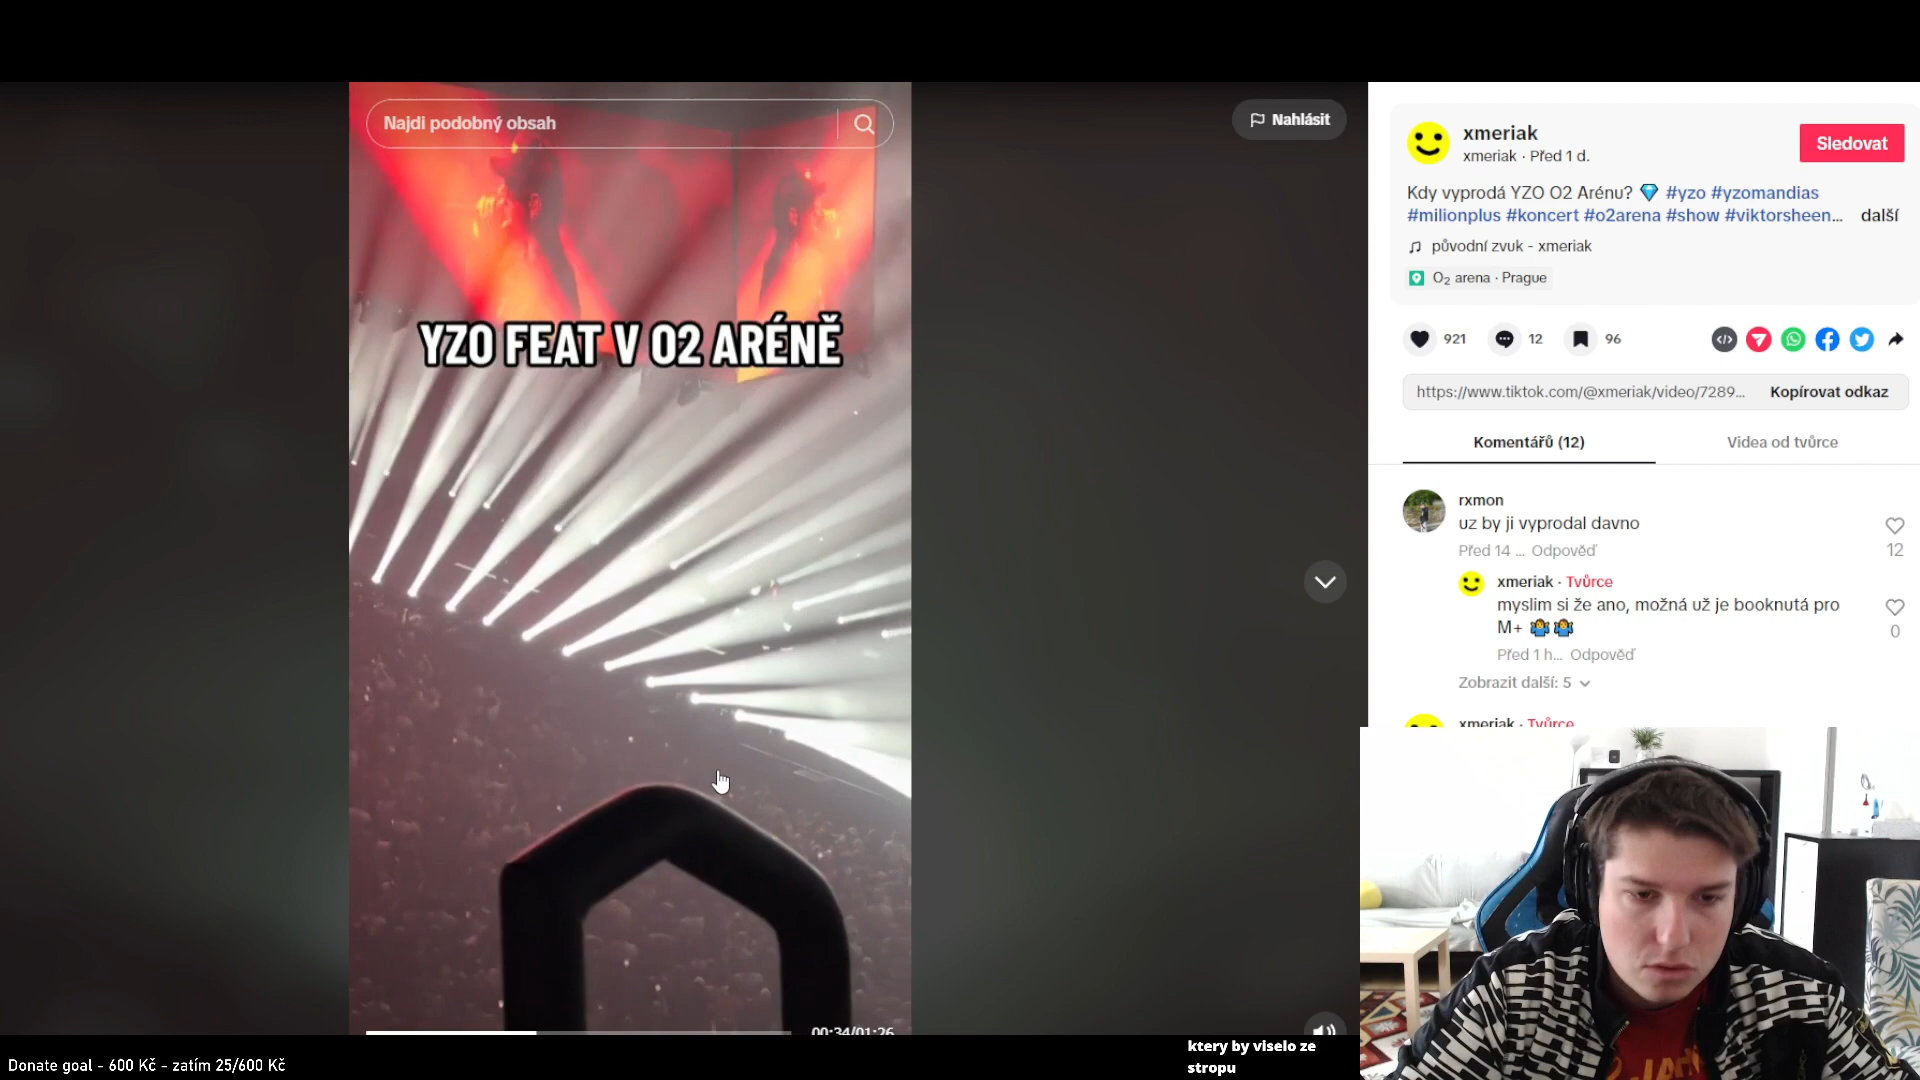 Najdi podobný obsah
Nahlásit
YZO FEAT V O2 ARÉNĚ
00:34/01:26
xmeriak
xmeriak · Před 1 d.
Sledovat
Kdy vyprodá YZO O2 Arénu? 💎 #yzo #yzomandias
#milionplus #koncert #o2arena #show #viktorsheen... další
původní zvuk - xmeriak
O₂ arena · Prague
921
12
96
https://www.tiktok.com/@xmeriak/video/7289...
Kopírovat odkaz
Komentářů (12)
Videa od tvůrce
rxmon
uz by ji vyprodal davno
Před 14 ... Odpověď
12
xmeriak · Tvůrce
myslim si že ano, možná už je booknutá pro
M+ 🤷‍♂️ 🤷‍♂️
0
Před 1 h... Odpověď
Zobrazit další: 5
xmeriak · Tvůrce
Donate goal - 600 Kč - zatím 25/600 Kč
ktery by viselo ze
stropu